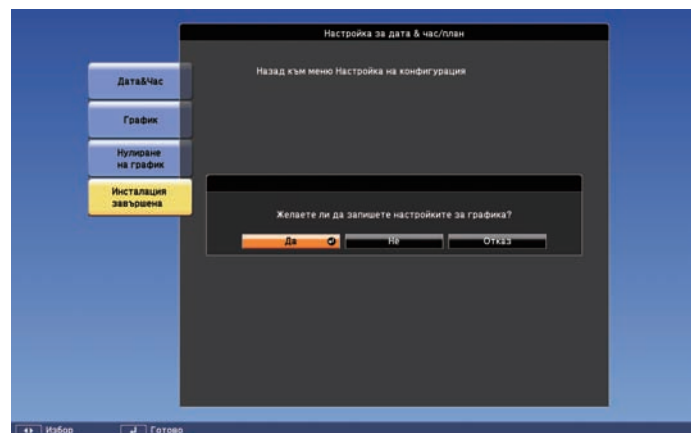 Настройка за дата & час/план
Назад към меню Настройка на конфигурация
Дата&Час
График
Нулиране
на график
Инсталация
завършена
Желаете ли да запишете настройките за графика?
Да
Не
Отказ
Избор
Готово